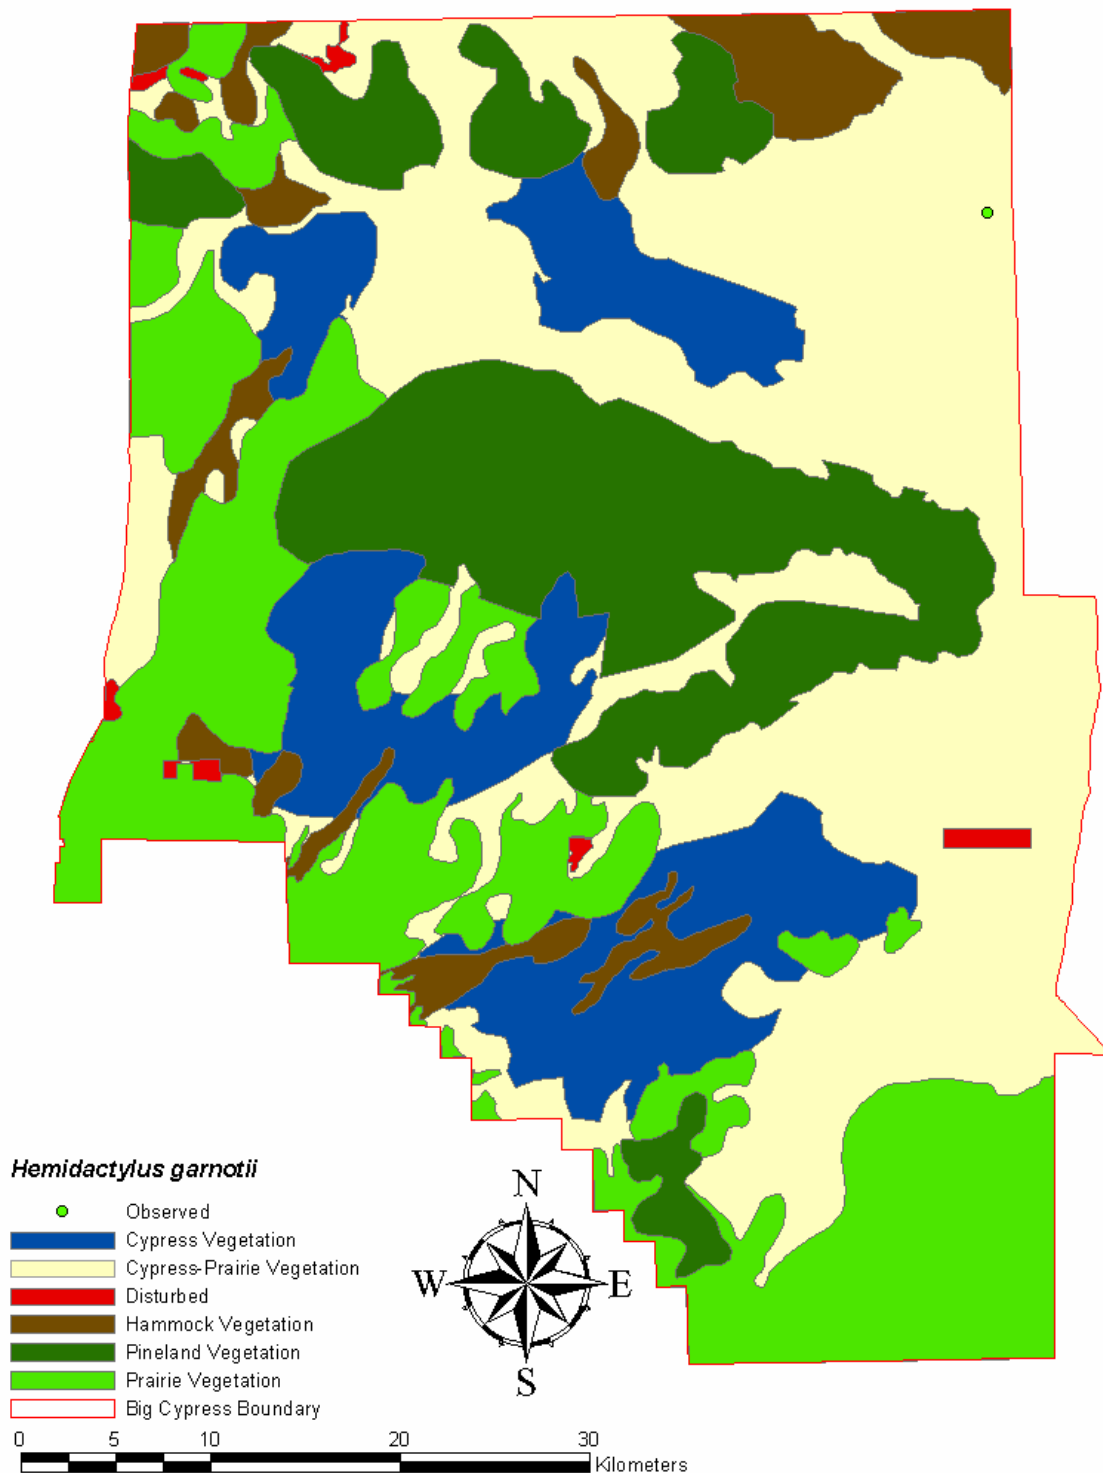 Hemidactylus garnotii
Observed
Cypress Vegetation
Cypress-Prairie Vegetation
Disturbed
Hammock Vegetation
Pineland Vegetation
Prairie Vegetation
Big Cypress Boundary
N
W E
S
0 5 10 20 30
Kilometers